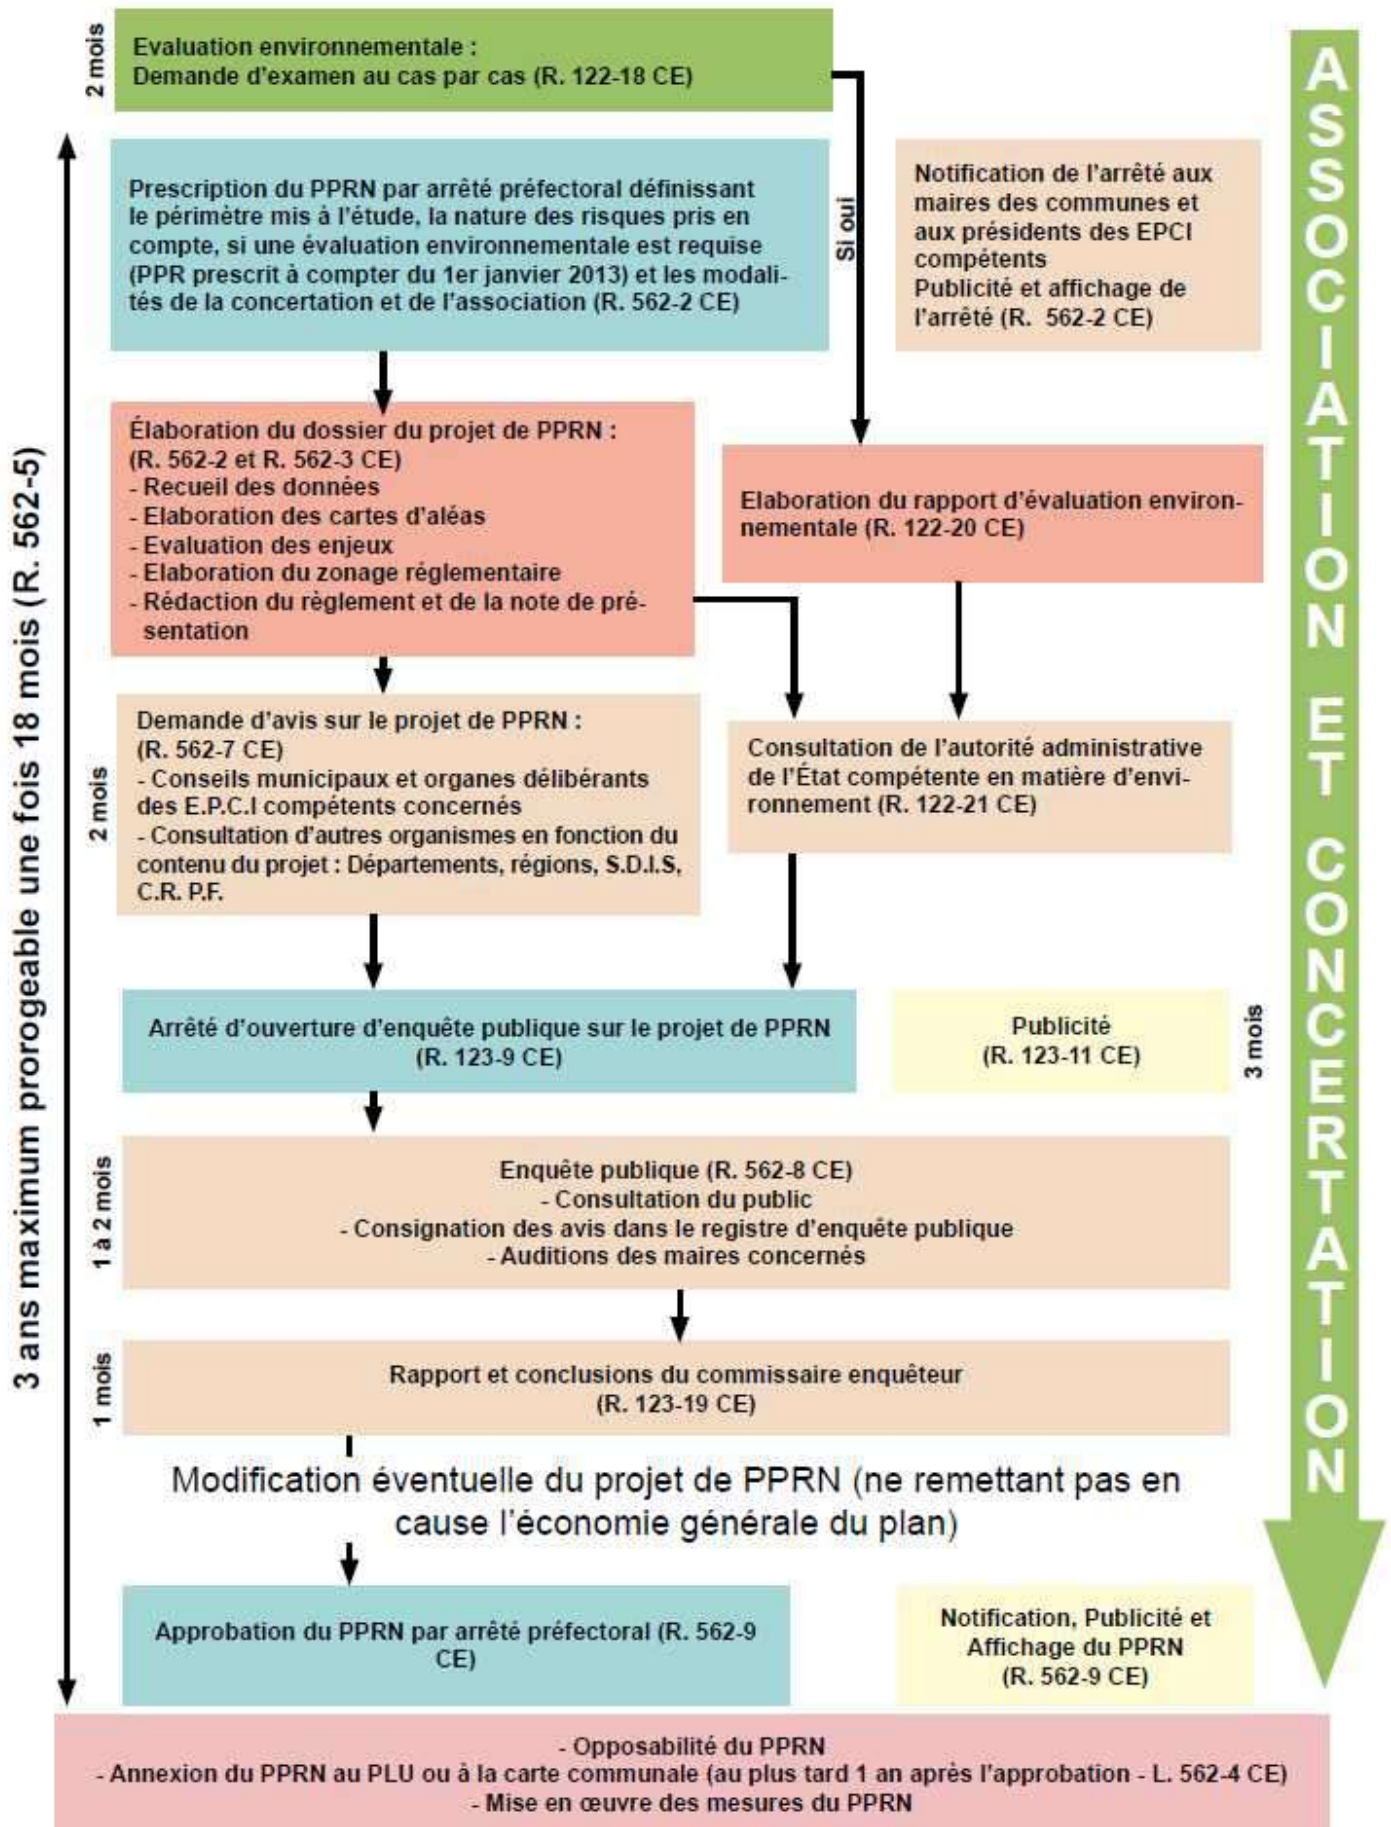 2 mois
Evaluation environnementale :
Demande d'examen au cas par cas (R. 122-18 CE)
3 ans maximum prorogeable une fois 18 mois (R. 562-5)
Prescription du PPRN par arrêté préfectoral définissant
le périmètre mis à l'étude, la nature des risques pris en
compte, si une évaluation environnementale est requise
(PPR prescrit à compter du 1er janvier 2013) et les modali-
tés de la concertation et de l'association (R. 562-2 CE)
Si oui
Notification de l'arrêté aux
maires des communes et
aux présidents des EPCI
compétents
Publicité et affichage de
l'arrêté (R. 562-2 CE)
Élaboration du dossier du projet de PPRN :
(R. 562-2 et R. 562-3 CE)
- Recueil des données
- Elaboration des cartes d'aléas
- Evaluation des enjeux
- Elaboration du zonage réglementaire
- Rédaction du règlement et de la note de pré-
sentation
Elaboration du rapport d'évaluation environ-
nementale (R. 122-20 CE)
2 mois
Demande d'avis sur le projet de PPRN :
(R. 562-7 CE)
- Conseils municipaux et organes délibérants
des E.P.C.I compétents concernés
- Consultation d'autres organismes en fonction du
contenu du projet : Départements, régions, S.D.I.S,
C.R. P.F.
Consultation de l'autorité administrative
de l'État compétente en matière d'envi-
ronnement (R. 122-21 CE)
Arrêté d'ouverture d'enquête publique sur le projet de PPRN
(R. 123-9 CE)
Publicité
(R. 123-11 CE)
3 mois
1 à 2 mois
Enquête publique (R. 562-8 CE)
- Consultation du public
- Consignation des avis dans le registre d'enquête publique
- Auditions des maires concernés
1 mois
Rapport et conclusions du commissaire enquêteur
(R. 123-19 CE)
Modification éventuelle du projet de PPRN (ne remettant pas en
cause l'économie générale du plan)
Approbation du PPRN par arrêté préfectoral (R. 562-9
CE)
Notification, Publicité et
Affichage du PPRN
(R. 562-9 CE)
- Opposabilité du PPRN
- Annexion du PPRN au PLU ou à la carte communale (au plus tard 1 an après l'approbation - L. 562-4 CE)
- Mise en œuvre des mesures du PPRN
ASSOCIATION ET CONCERTATION